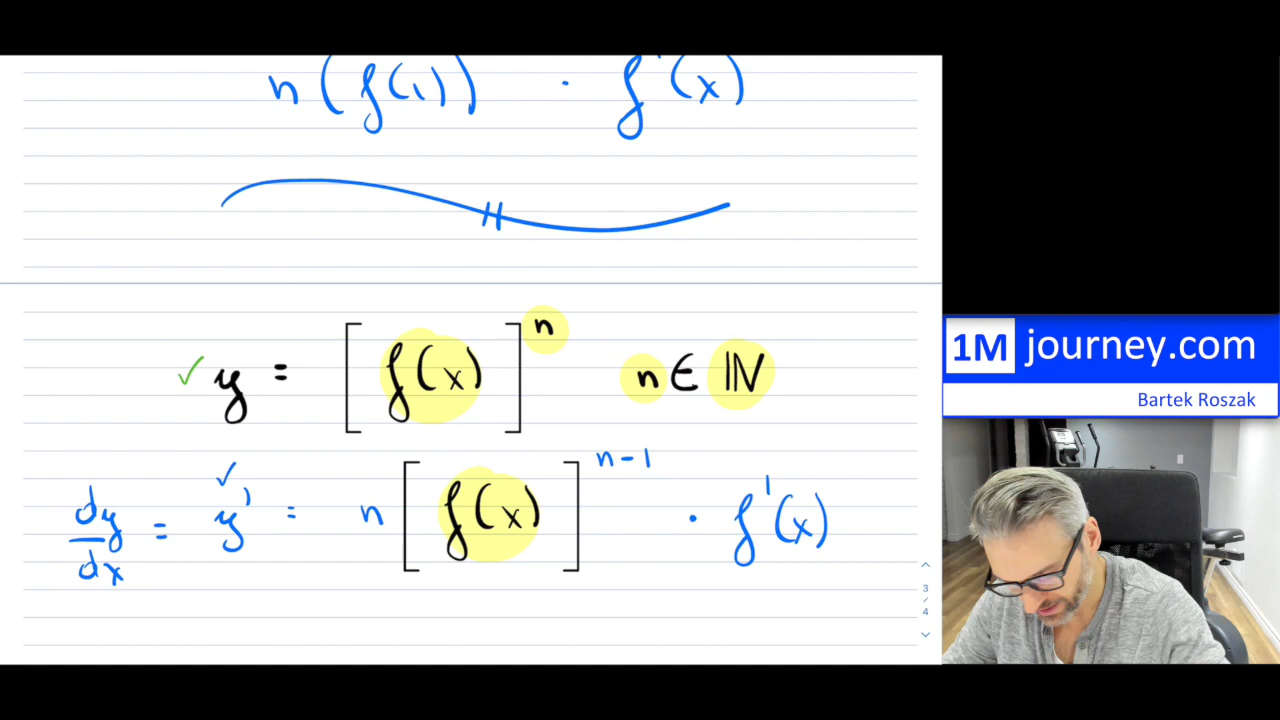 n (f(1)) · f'(x)
y = [f(x)]^n n ∈ ℕ
dy/dx = y' = n [f(x)]^{n-1} · f'(x)
3
/
4
1M journey.com
Bartek Roszak